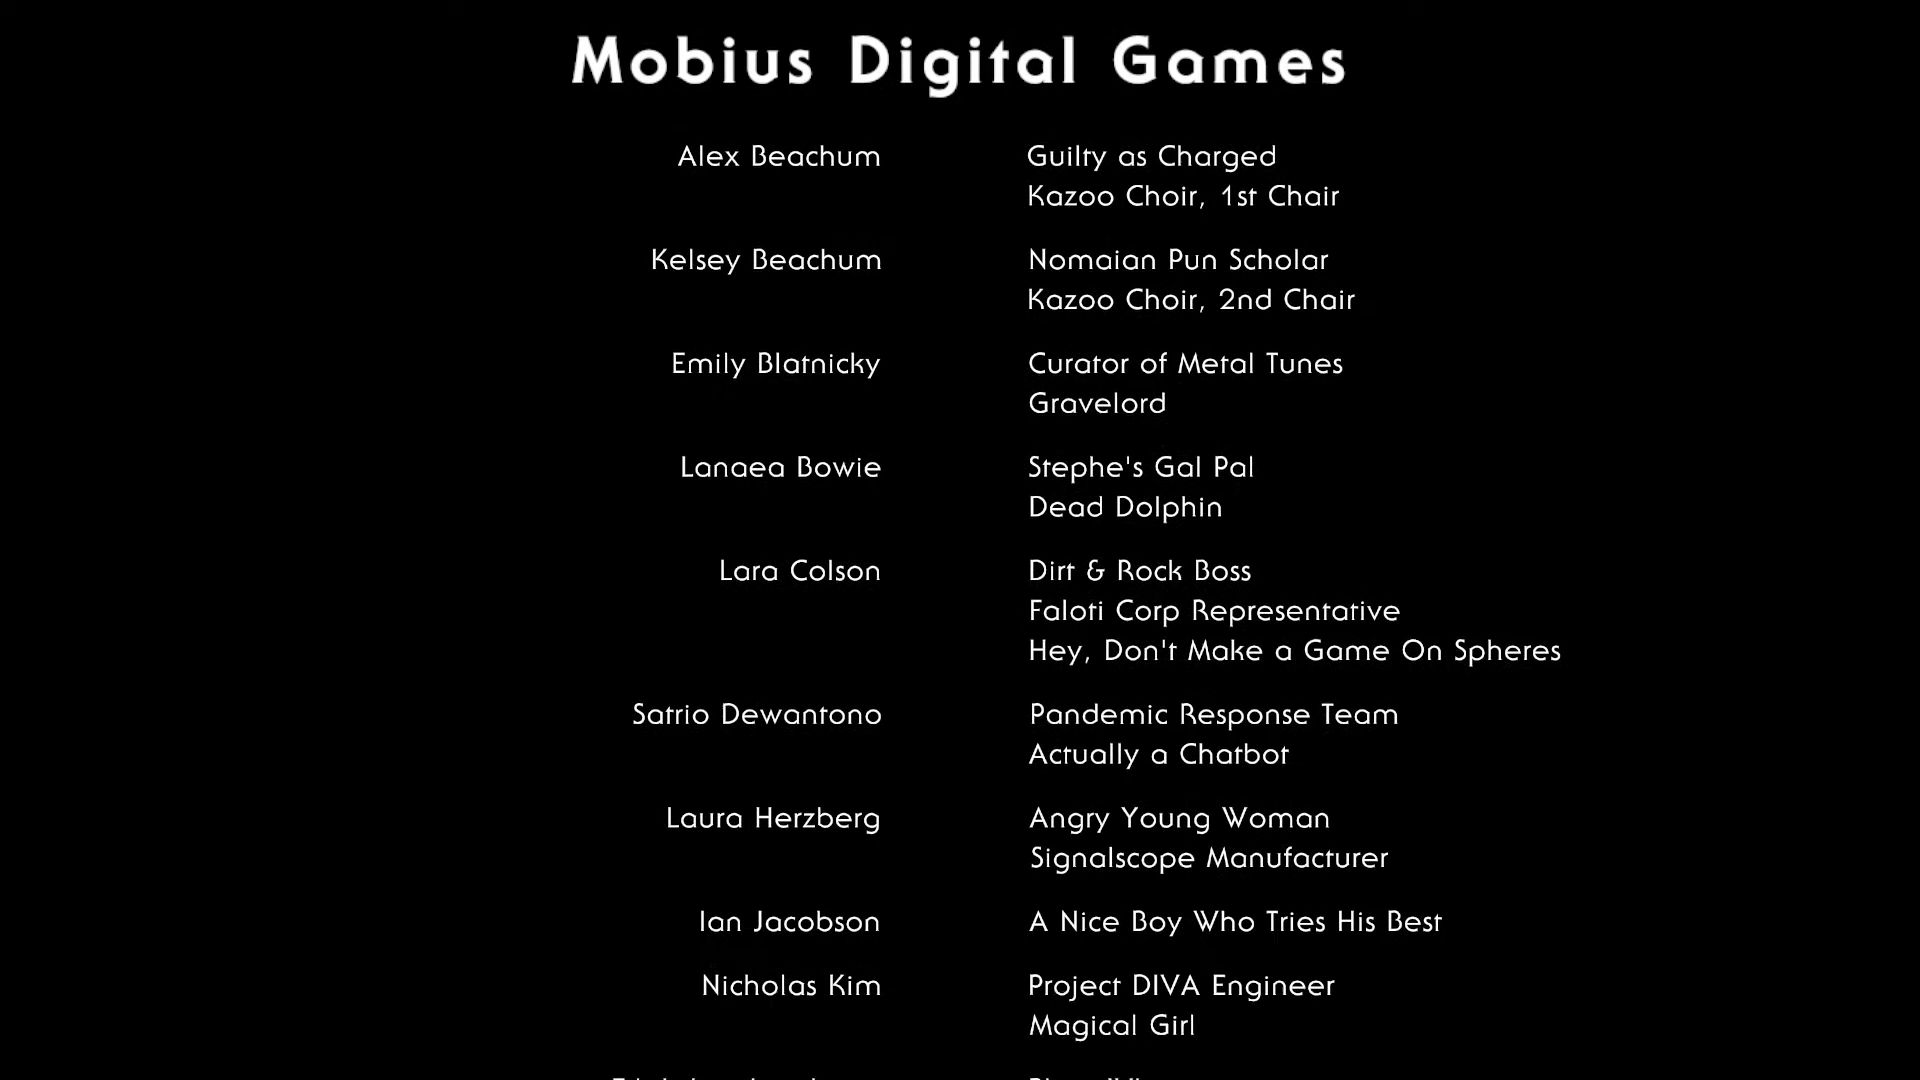 Mobius Digital Games
Alex Beachum Guilty as Charged
Kazoo Choir, 1st Chair
Kelsey Beachum Nomaian Pun Scholar
Kazoo Choir, 2nd Chair
Emily Blatnicky Curator of Metal Tunes
Gravelord
Lanaea Bowie Stephe's Gal Pal
Dead Dolphin
Lara Colson Dirt & Rock Boss
Faloti Corp Representative
Hey, Don't Make a Game On Spheres
Satrio Dewantono Pandemic Response Team
Actually a Chatbot
Laura Herzberg Angry Young Woman
Signalscope Manufacturer
Ian Jacobson A Nice Boy Who Tries His Best
Nicholas Kim Project DIVA Engineer
Magical Girl